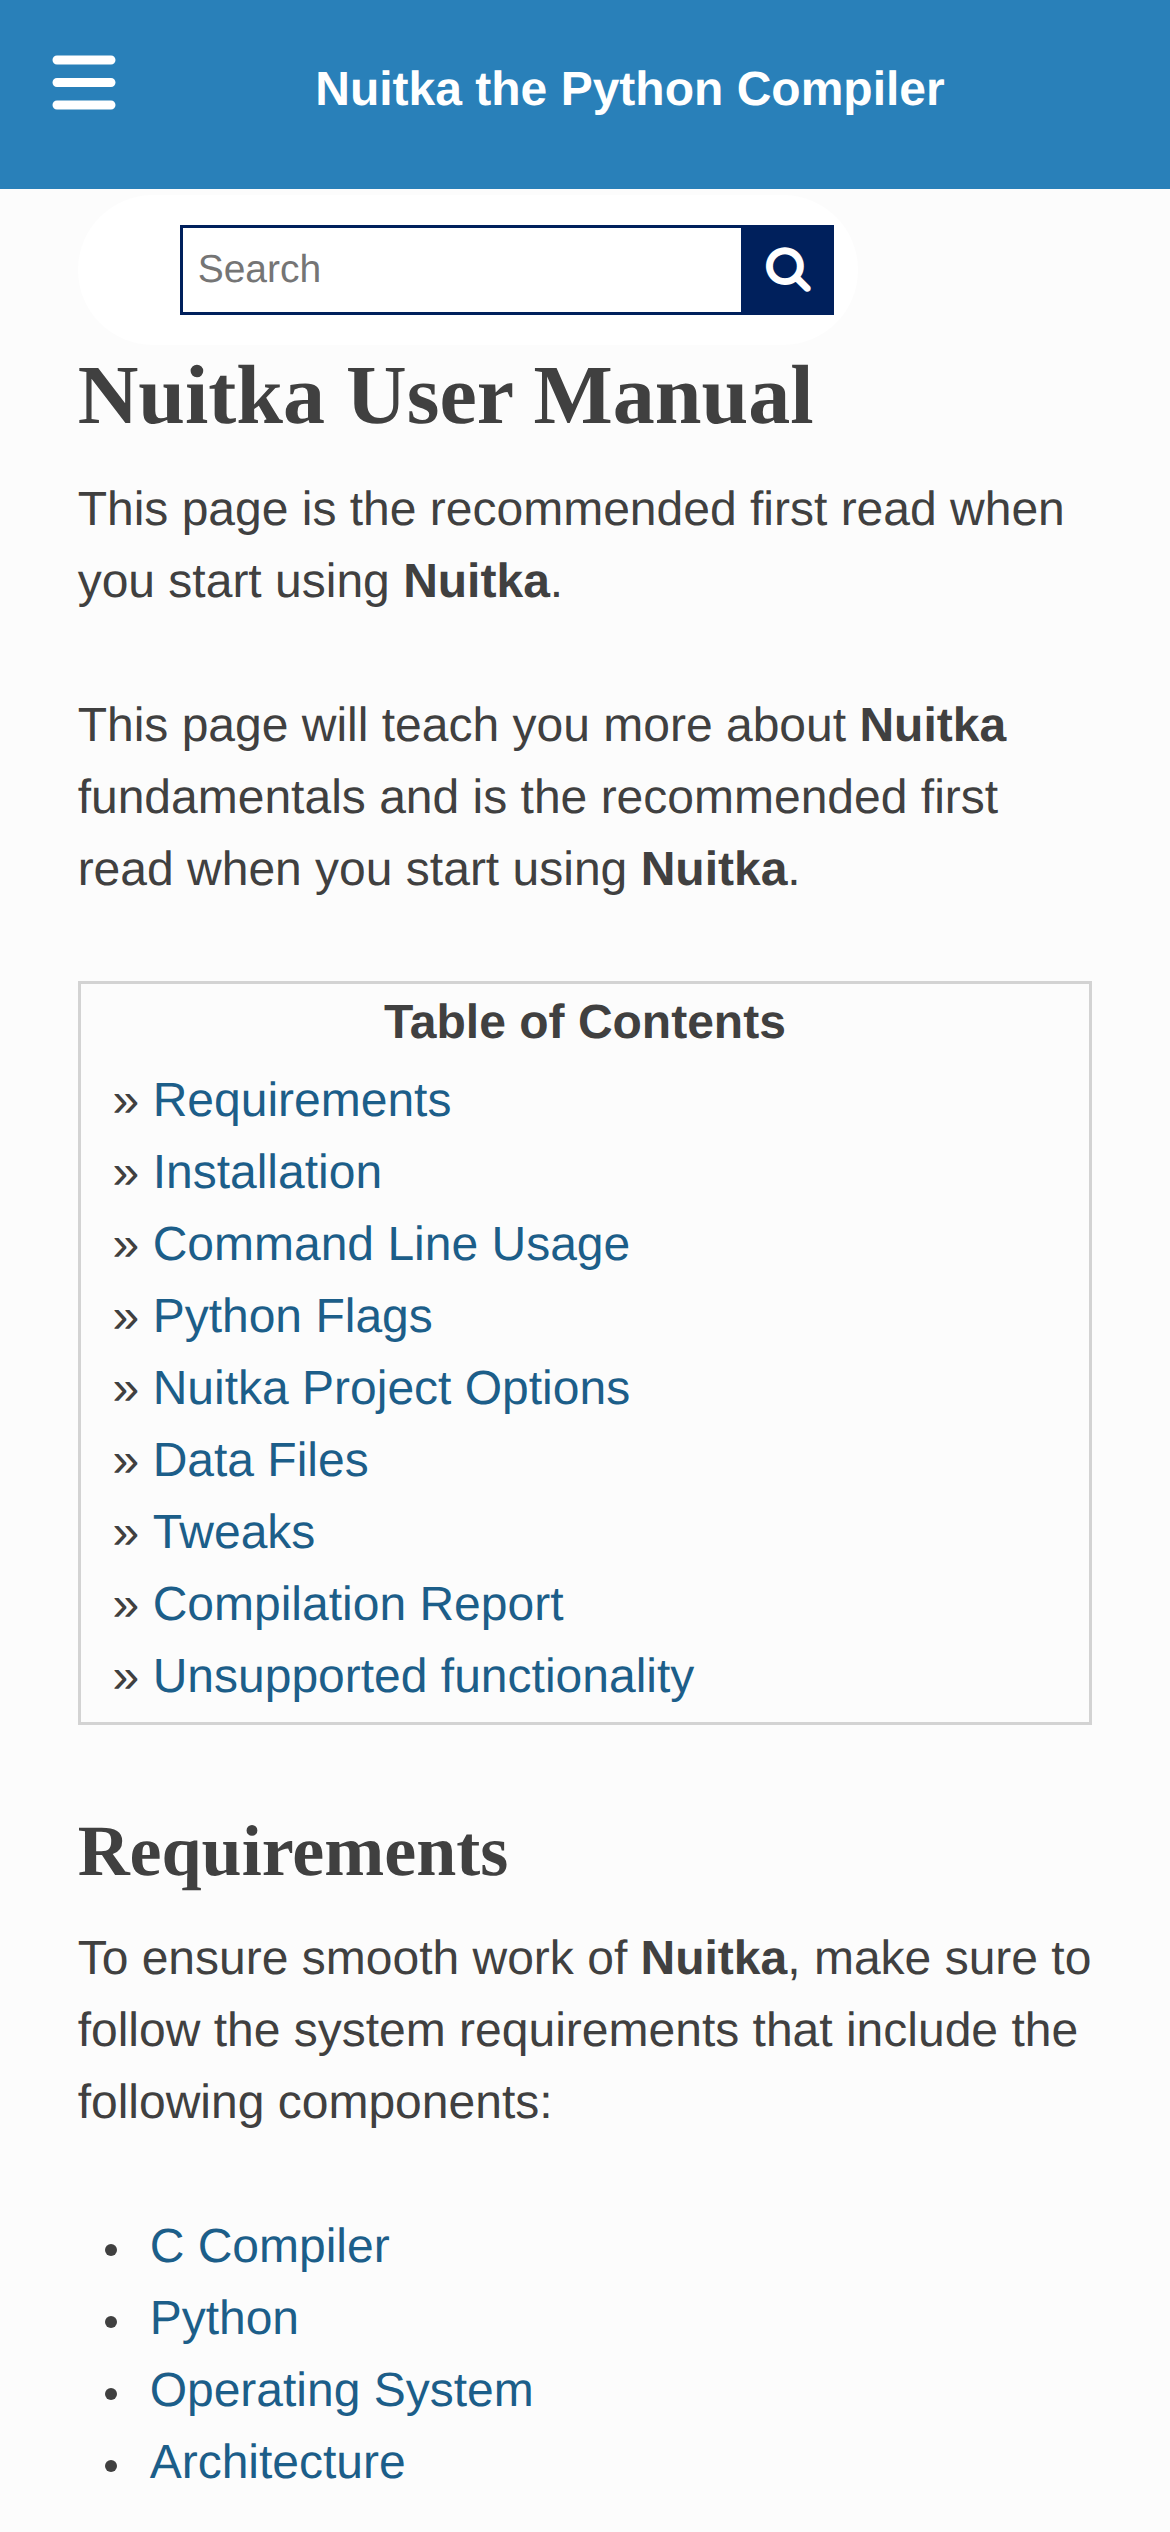 Nuitka the Python Compiler
Search
Nuitka User Manual
This page is the recommended first read when
you start using Nuitka.
This page will teach you more about Nuitka
fundamentals and is the recommended first
read when you start using Nuitka.
Table of Contents
» Requirements
» Installation
» Command Line Usage
» Python Flags
» Nuitka Project Options
» Data Files
» Tweaks
» Compilation Report
» Unsupported functionality
Requirements
To ensure smooth work of Nuitka, make sure to
follow the system requirements that include the
following components:
• C Compiler
• Python
• Operating System
• Architecture